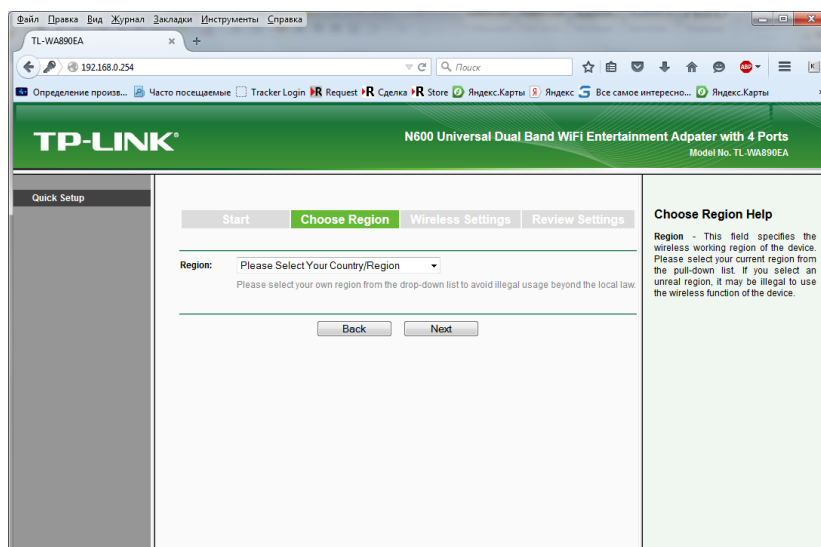 Файл Правка Вид Журнал Закладки Инструменты Справка
TL-WA890EA
192.168.0.254
Поиск
ABP
Определение произв... Часто посещаемые Tracker Login Request Сделка Store Яндекс.Карты Яндекс Все самое интересно... Яндекс.Карты
TP-LINK®
N600 Universal Dual Band WiFi Entertainment Adpater with 4 Ports
Model No. TL-WA890EA
Quick Setup
Start Choose Region Wireless Settings Review Settings
Region: Please Select Your Country/Region
Please select your own region from the drop-down list to avoid illegal usage beyond the local law.
Back Next
Choose Region Help
Region - This field specifies the
wireless working region of the device.
Please select your current region from
the pull-down list. If you select an
unreal region, it may be illegal to use
the wireless function of the device.